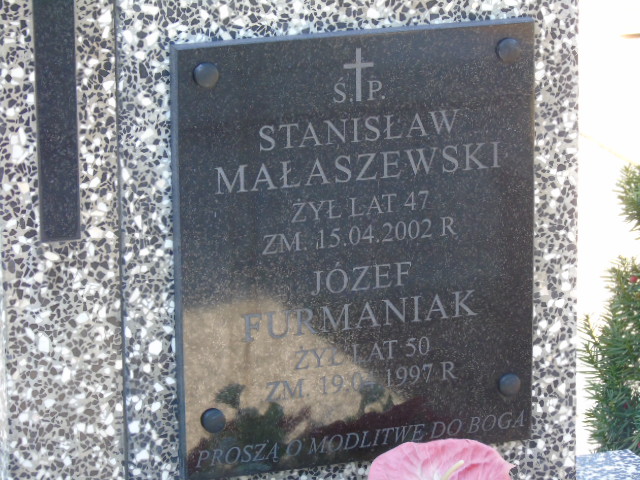 Ś.P.
STANISŁAW
MAŁASZEWSKI
ŻYŁ LAT 47
ZM. 15.04.2002 R
JÓZEF
FURMANIAK
ŻYŁ LAT 50
ZM. 1997 R
PROSZĄ O MODLITWĘ DO BOGA